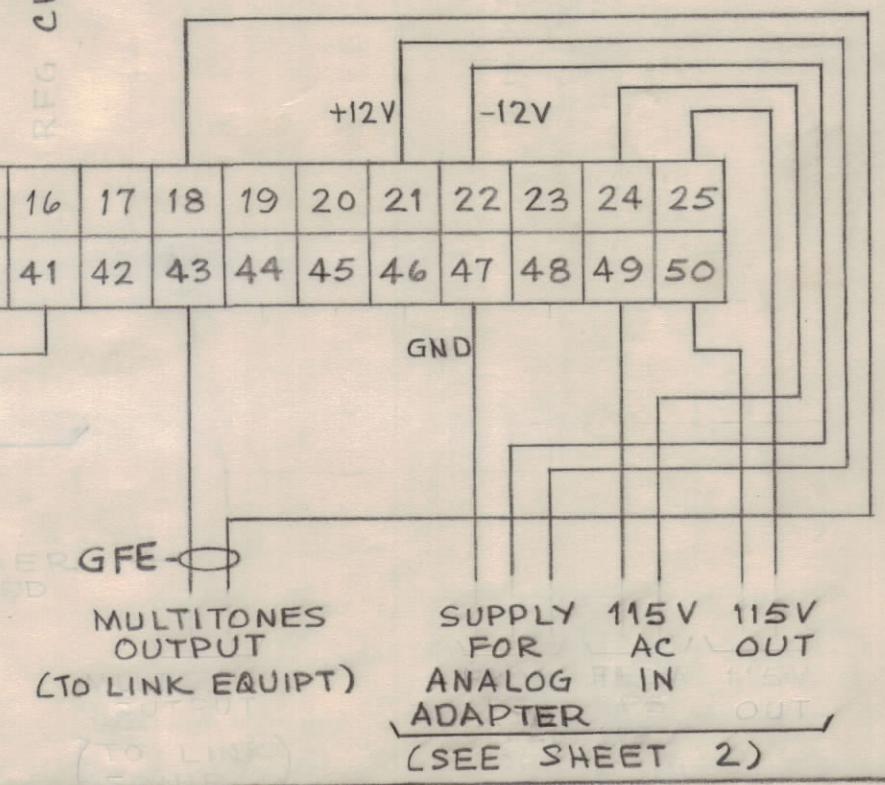 RFG
+12V -12V
16 17 18 19 20 21 22 23 24 25
41 42 43 44 45 46 47 48 49 50
GND
GFE
MULTITONES
OUTPUT
(TO LINK EQUIPT)
SUPPLY
FOR
ANALOG
ADAPTER
115V
AC
IN
115V
OUT
(SEE SHEET 2)